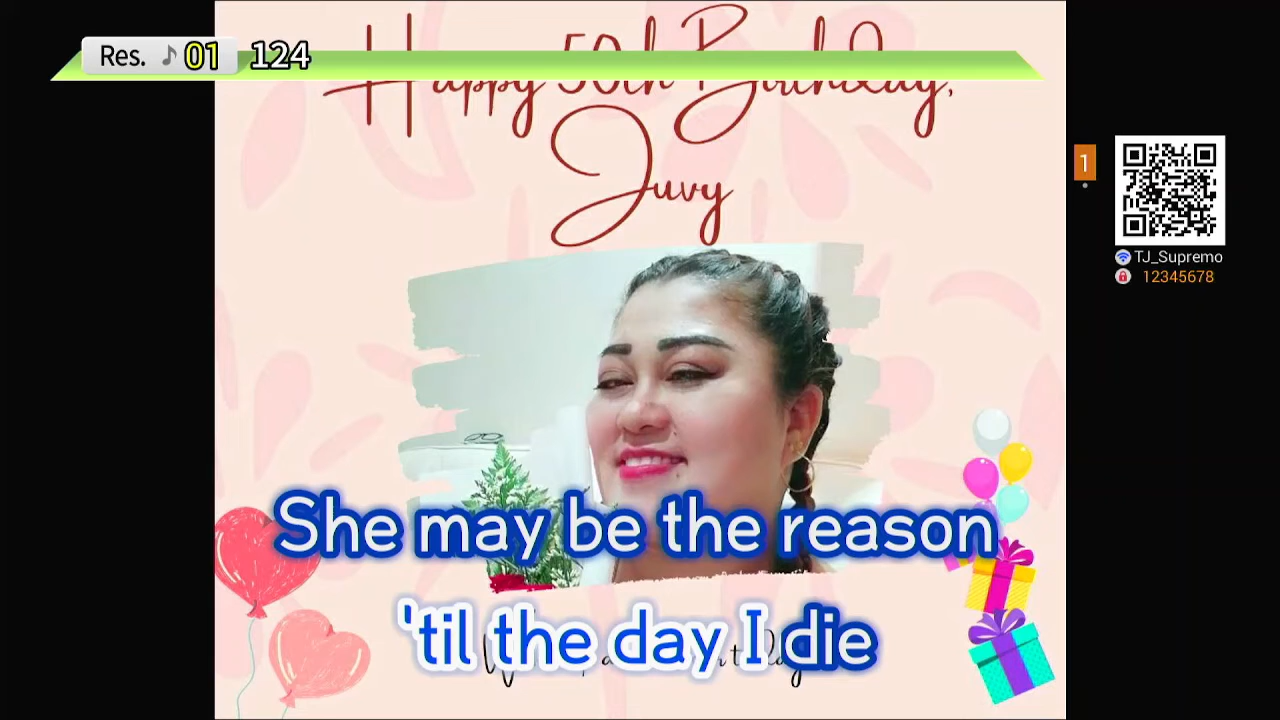 Res. ♪ 01 124
Happy 50th Birthday,
Juvy
1
TJ_Supremo
12345678
She may be the reason
'til the day I die